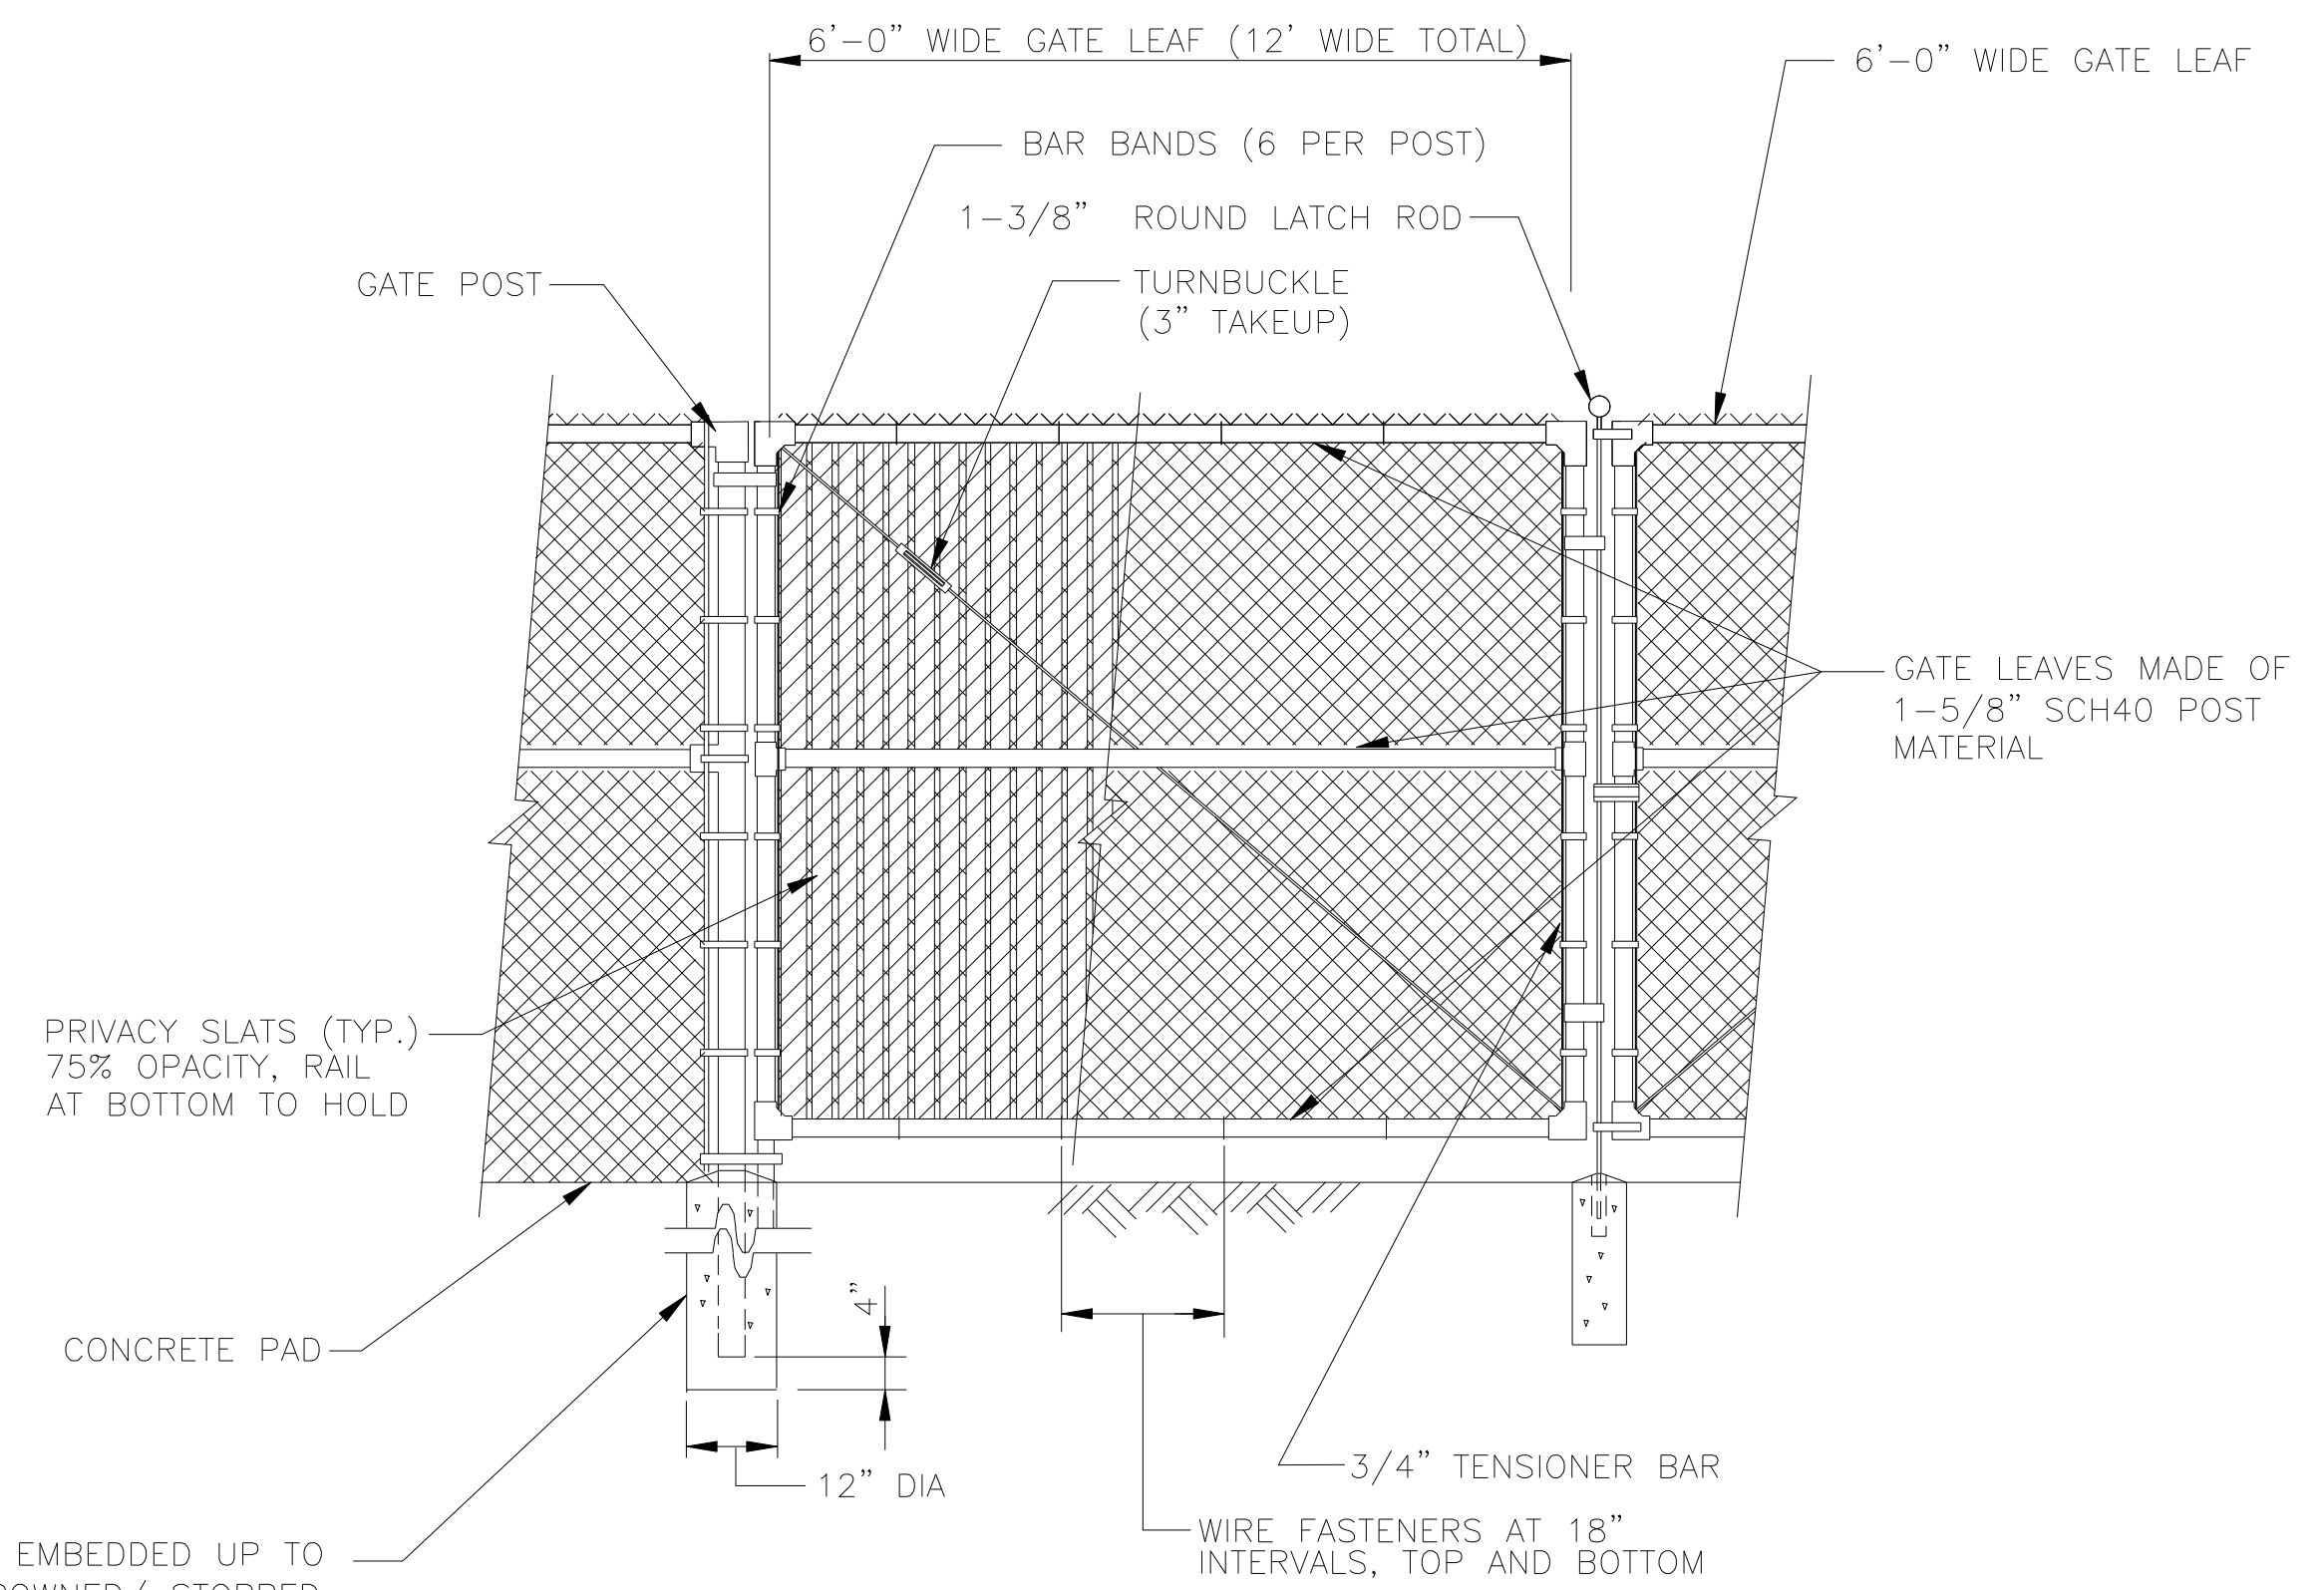 6'-0" WIDE GATE LEAF (12' WIDE TOTAL)
6'-0" WIDE GATE LEAF
BAR BANDS (6 PER POST)
1-3/8" ROUND LATCH ROD
GATE POST
TURNBUCKLE
(3" TAKEUP)
GATE LEAVES MADE OF
1-5/8" SCH40 POST
MATERIAL
PRIVACY SLATS (TYP.)
75% OPACITY, RAIL
AT BOTTOM TO HOLD
4"
CONCRETE PAD
12" DIA
3/4" TENSIONER BAR
WIRE FASTENERS AT 18"
INTERVALS, TOP AND BOTTOM
EMBEDDED UP TO